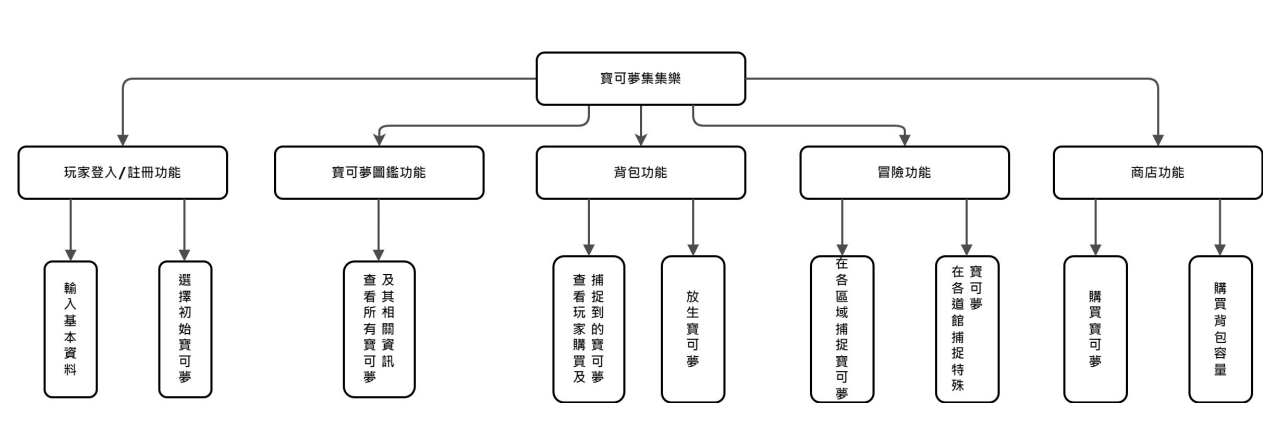 寶可夢集集樂
玩家登入/註冊功能
寶可夢圖鑑功能
背包功能
冒險功能
商店功能
輸入基本資料
選擇初始寶可夢
查看所有寶可夢
及其相關資訊
查看玩家購買及
捕捉到的寶可夢
放生寶可夢
在各區域捕捉寶可夢
在各道館捕捉特殊
寶可夢
購買寶可夢
購買背包容量